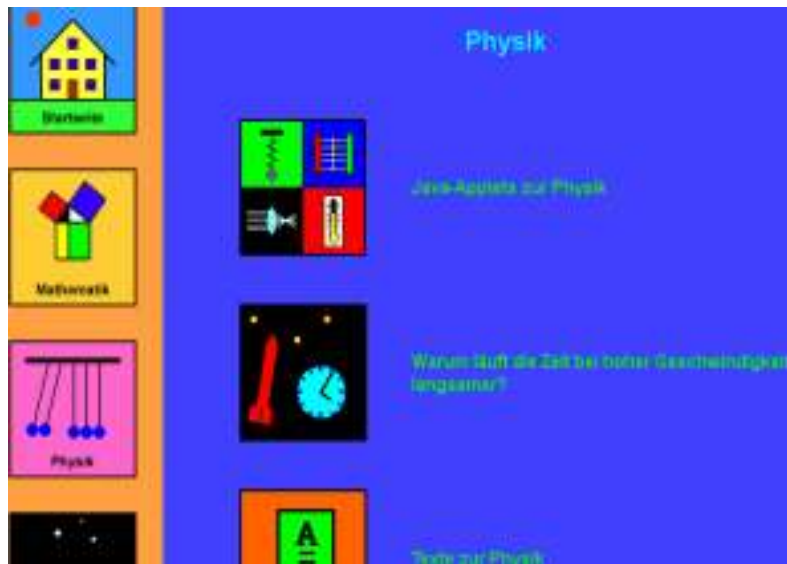 Physik
Startseite
Java-Applets zur Physik
Mathematik
Warum läuft die Zeit bei hoher Geschwindigkeit
langsamer?
Physik
A
Texte zur Physik